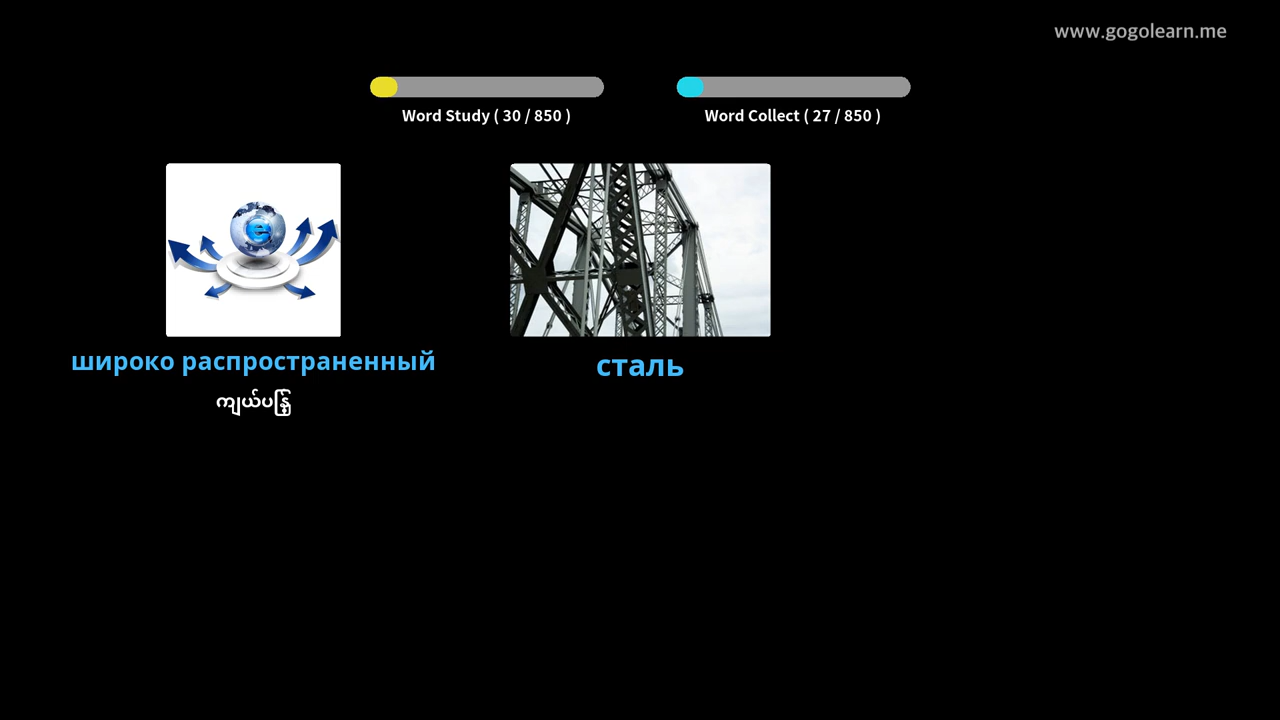 www.gogolearn.me
Word Study ( 30 / 850 )
Word Collect ( 27 / 850 )
широко распространенный
сталь
ကျယ်ပန့်